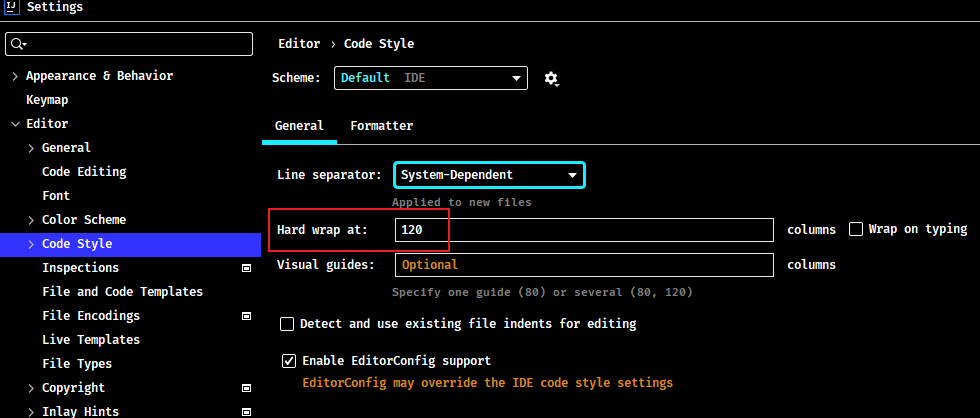 IJ Settings
Editor › Code Style
Scheme: Default IDE
Appearance & Behavior
Keymap
Editor
General
Code Editing
Font
Color Scheme
Code Style
Inspections
File and Code Templates
File Encodings
Live Templates
File Types
Copyright
Inlay Hints
General Formatter
Line separator: System-Dependent
Applied to new files
Hard wrap at: 120 columns Wrap on typing
Visual guides: Optional columns
Specify one guide (80) or several (80, 120)
Detect and use existing file indents for editing
Enable EditorConfig support
EditorConfig may override the IDE code style settings